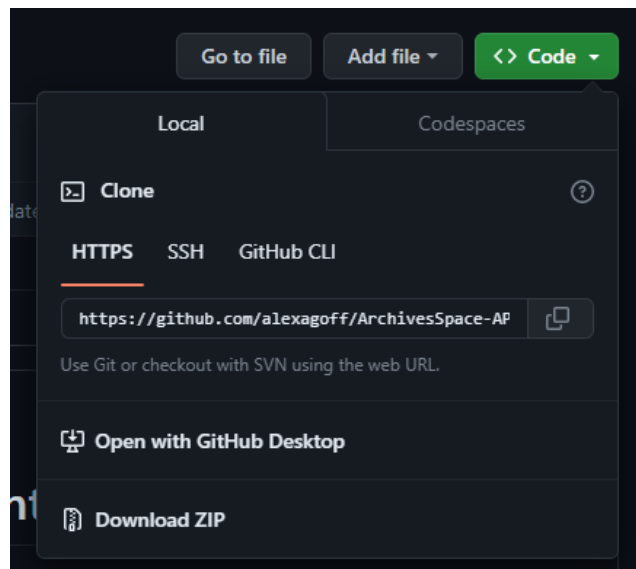 Go to file
Add file
<> Code
Local
Codespaces
Clone
HTTPS SSH GitHub CLI
https://github.com/alexagoff/ArchivesSpace-AP
Use Git or checkout with SVN using the web URL.
Open with GitHub Desktop
Download ZIP